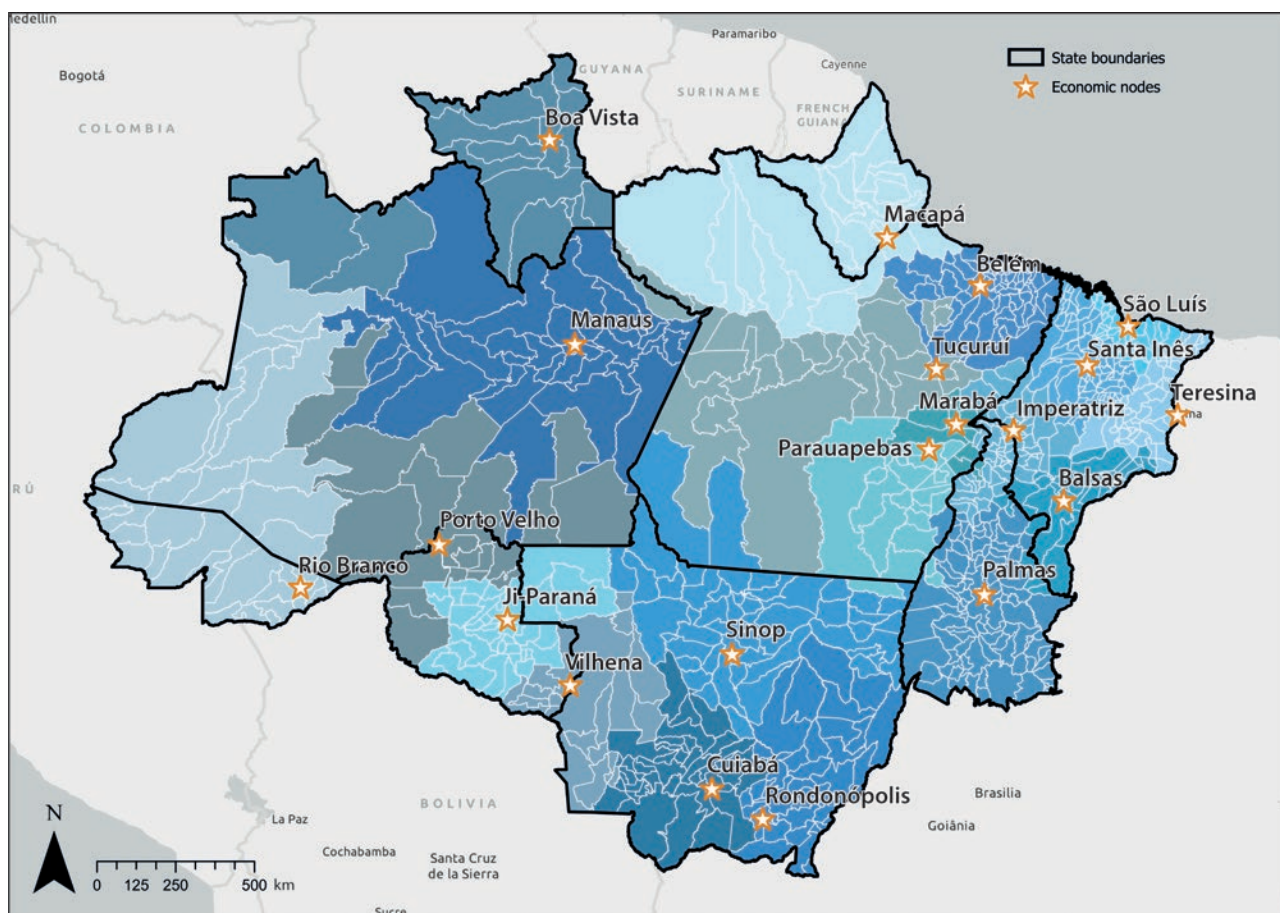 Medellín
Paramaribo
State boundaries
Cayenne
GUYANA
Bogotá
Economic nodes
SURINAME
FRENCH
GUIANA
Boa Vista
COLOMBIA
Macapá
Belém
São Luís
Manaus
Tucuruí
Santa Inês
Teresina
Marabá
Imperatriz
Parauapebas
Balsas
Porto Velho
Rio Branco
Palmas
Ji-Paraná
Sinop
Vilhena
Cuiabá
Rondonópolis
Brasilia
BOLIVIA
Goiânia
N
La Paz
Cochabamba
Santa Cruz
de la Sierra
0 125 250 500 km
Sucre